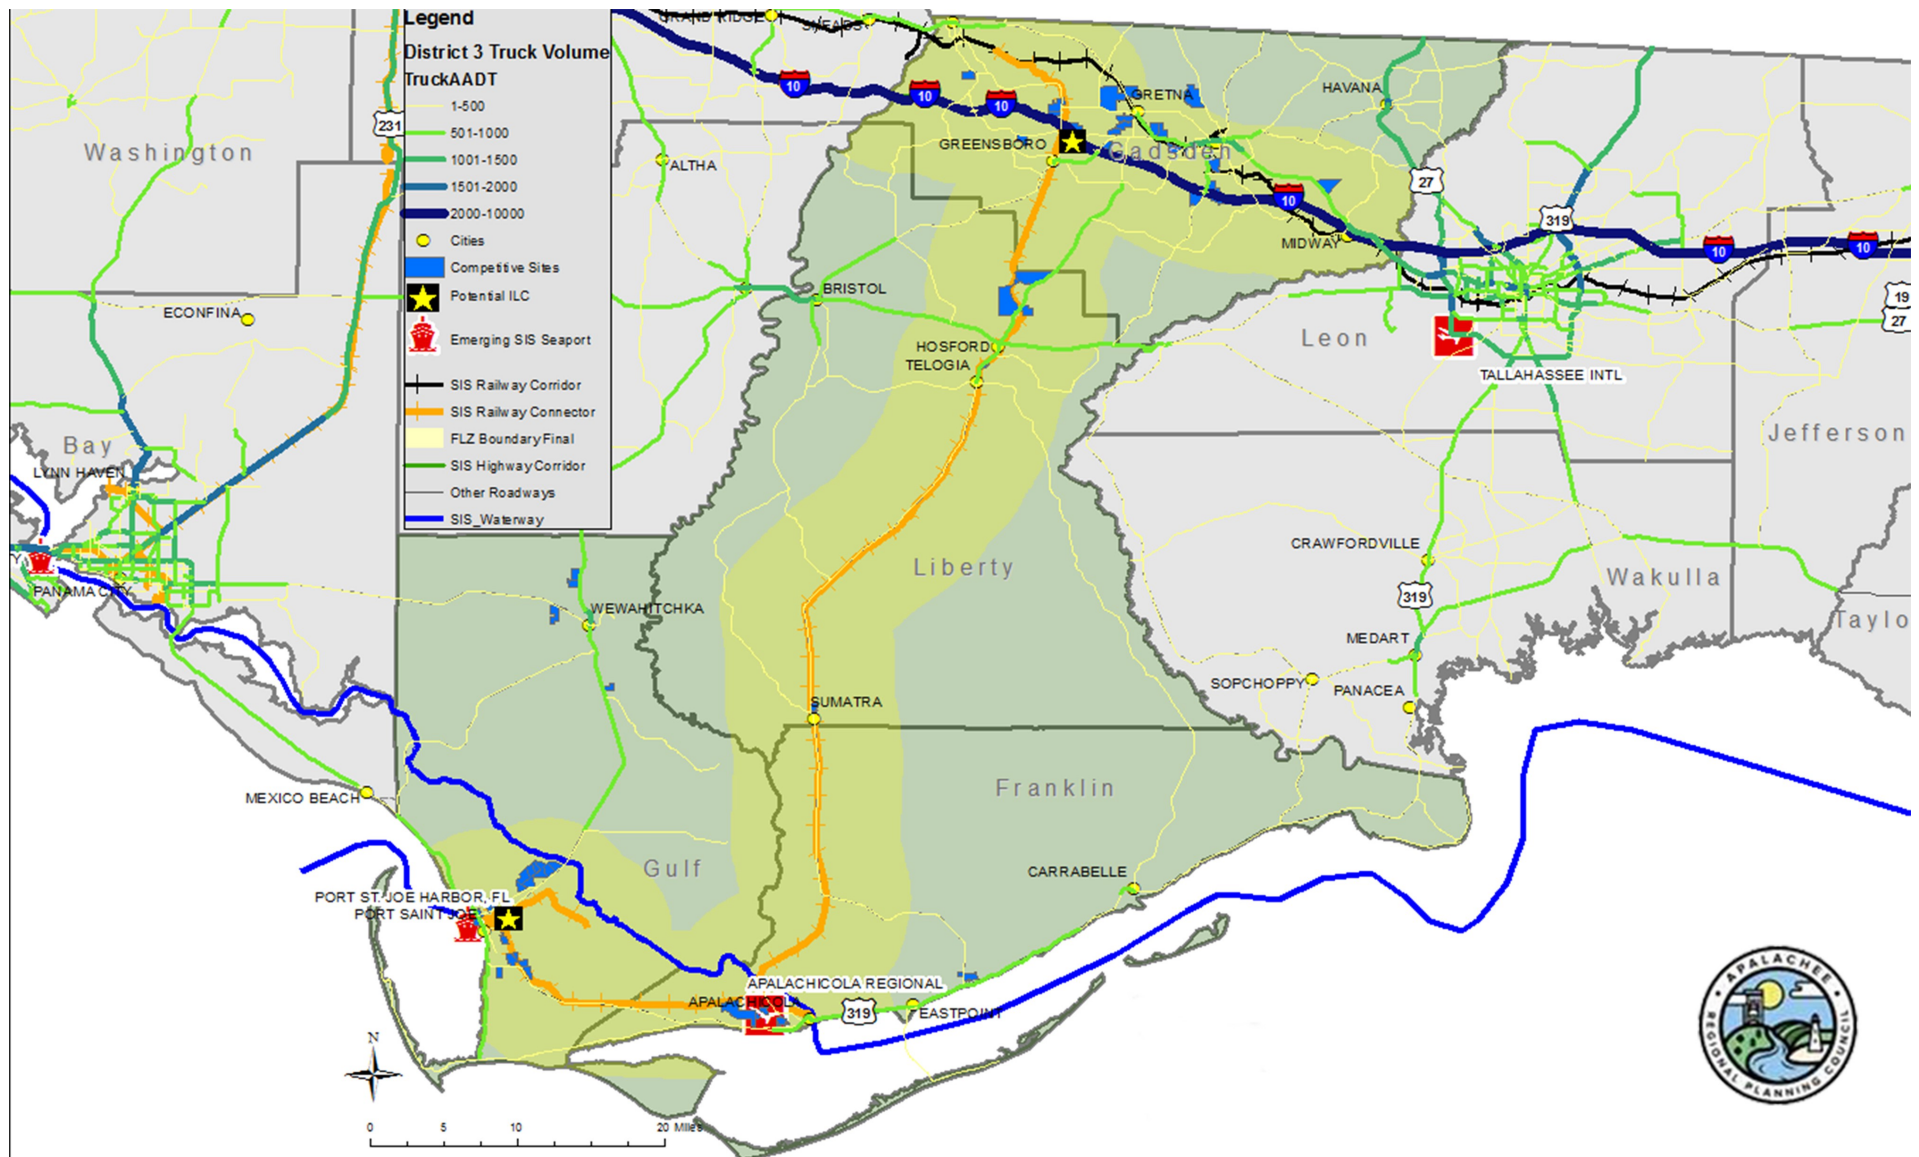 Legend
District 3 Truck Volume
TruckAADT
1-500
501-1000
1001-1500
1501-2000
2000-10000
Cities
Competitive Sites
Potential ILC
Emerging SIS Seaport
SIS Railway Corridor
SIS Railway Connector
FLZ Boundary Final
SIS Highway Corridor
Other Roadways
SIS_Waterway
GRAND RIDGE
SNEADS
10
10
10
GRETNA
HAVANA
231
Washington
ALTHA
GREENSBORO
Gadsden
27
10
319
MIDWAY
10
10
BRISTOL
19
27
ECONFINA
Leon
HOSFORD
TELOGIA
TALLAHASSEE INTL
Bay
Jefferson
LYNN HAVEN
CRAWFORDVILLE
Liberty
Wakulla
PANAMA CITY
319
WEWAHITCHKA
Taylo
MEDART
SOPCHOPPY
PANACEA
SUMATRA
Franklin
MEXICO BEACH
Gulf
CARRABELLE
PORT ST. JOE HARBOR, FL
PORT SAINT JOE
APALACHICOLA REGIONAL
APALACHICOLA
319
EASTPOINT
N
0 5 10 20 Miles
APALACHEE
REGIONAL PLANNING COUNCIL